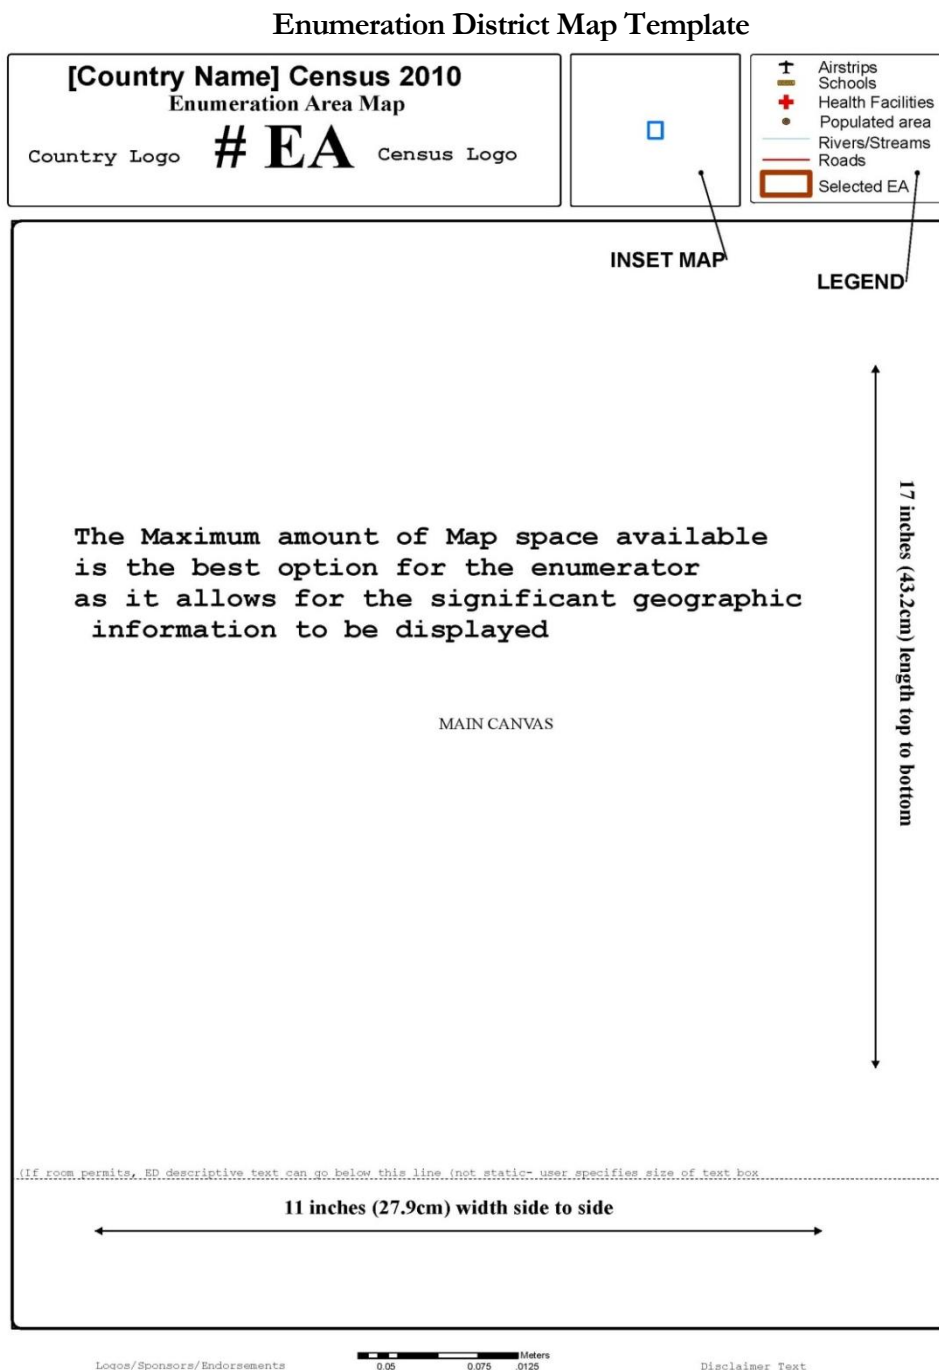 Enumeration District Map Template
[Country Name] Census 2010
Enumeration Area Map
Country Logo # EA Census Logo
Airstrips
Schools
Health Facilities
Populated area
Rivers/Streams
Roads
Selected EA
INSET MAP
LEGEND
17 inches (43.2cm) length top to bottom
The Maximum amount of Map space available
is the best option for the enumerator
as it allows for the significant geographic
information to be displayed
MAIN CANVAS
(If room permits, ED descriptive text can go below this line (not static- user specifies size of text box
11 inches (27.9cm) width side to side
Logos/Sponsors/Endorsements
Meters
0.05 0.075 .0125
Disclaimer Text